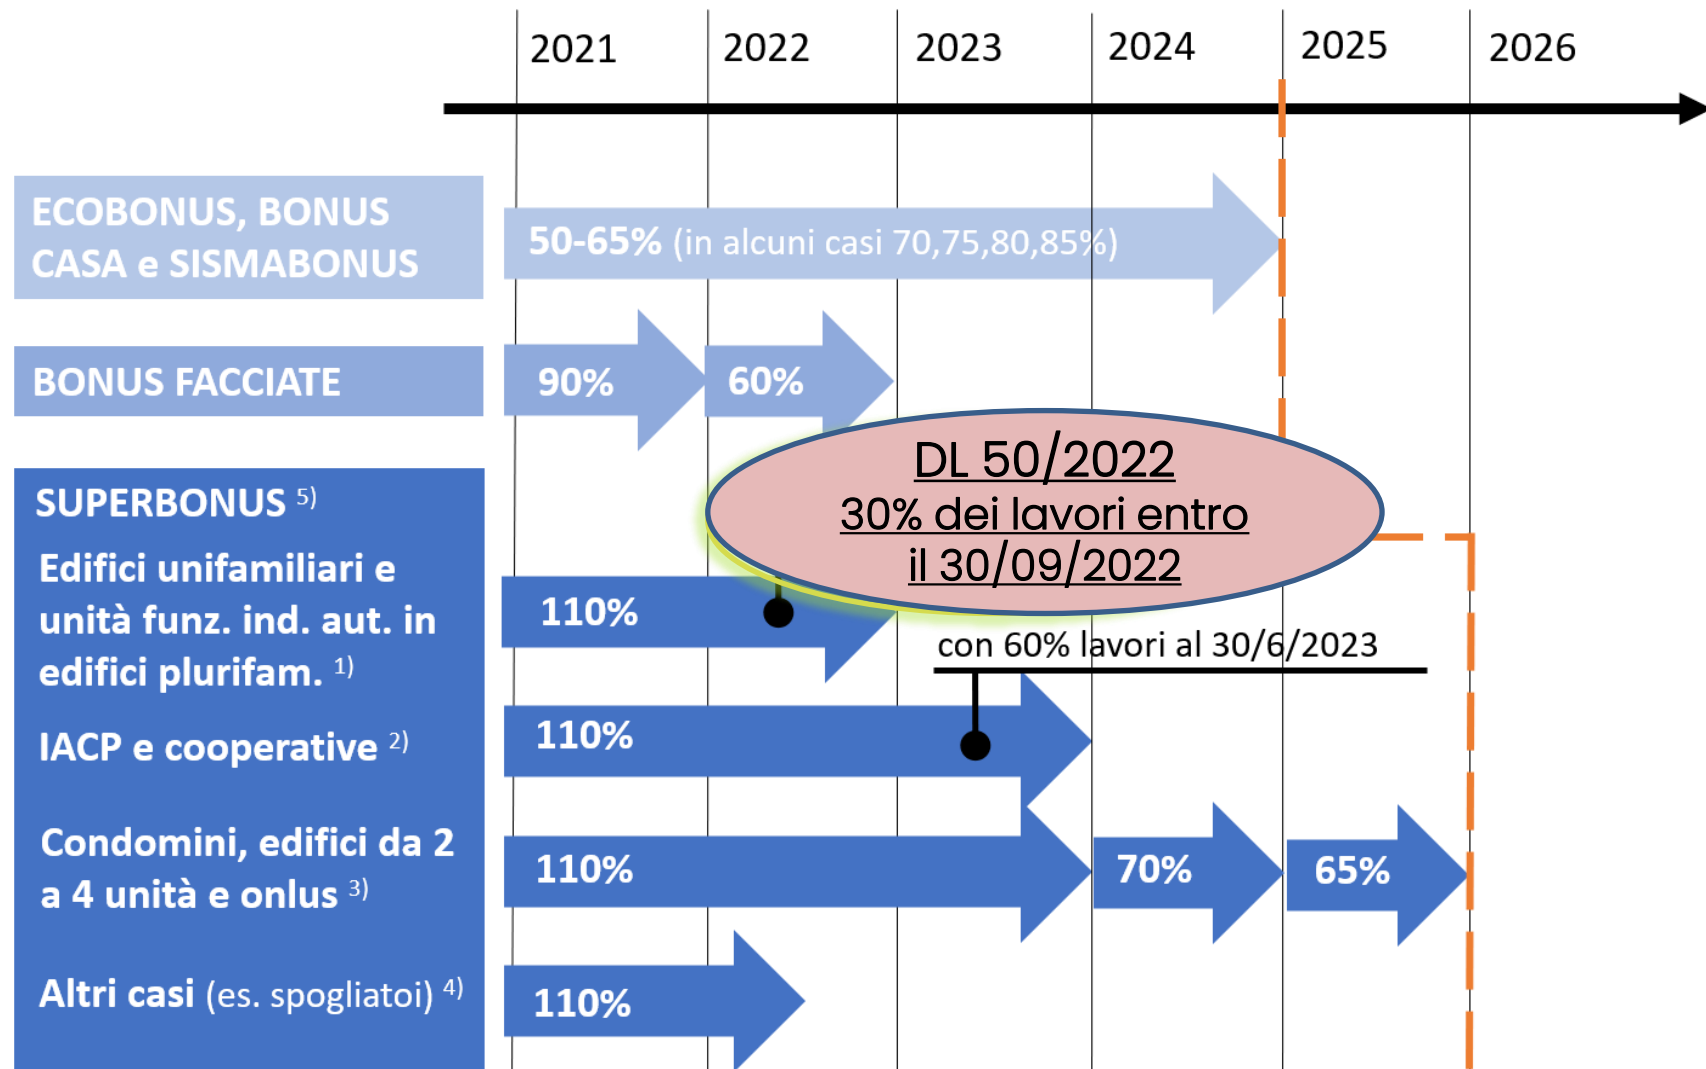 2021 2022 2023 2024 2025 2026
ECOBONUS, BONUS
CASA e SISMABONUS
50-65% (in alcuni casi 70,75,80,85%)
BONUS FACCIATE
90% 60%
DL 50/2022
30% dei lavori entro
il 30/09/2022
SUPERBONUS 5)
Edifici unifamiliari e
unità funz. ind. aut. in
edifici plurifam. 1)
110%
con 60% lavori al 30/6/2023
IACP e cooperative 2)
110%
Condomini, edifici da 2
a 4 unità e onlus 3)
110% 70% 65%
Altri casi (es. spogliatoi) 4)
110%